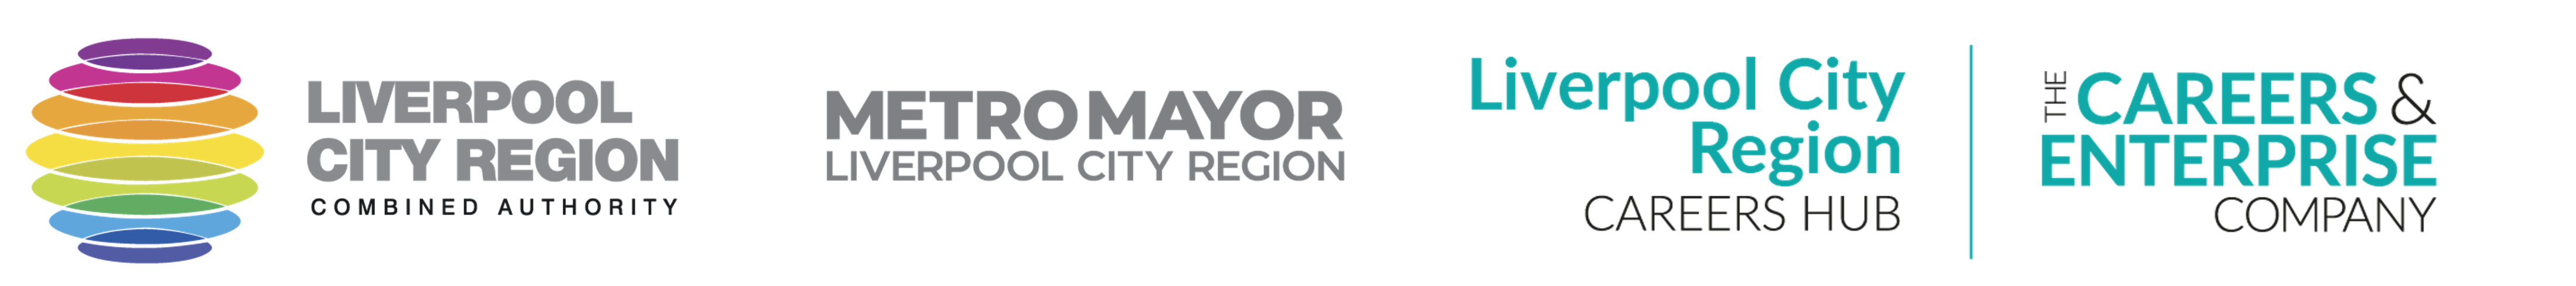 LIVERPOOL
CITY REGION
COMBINED AUTHORITY
METRO MAYOR
LIVERPOOL CITY REGION
Liverpool City
Region
CAREERS HUB
THE CAREERS &
ENTERPRISE
COMPANY